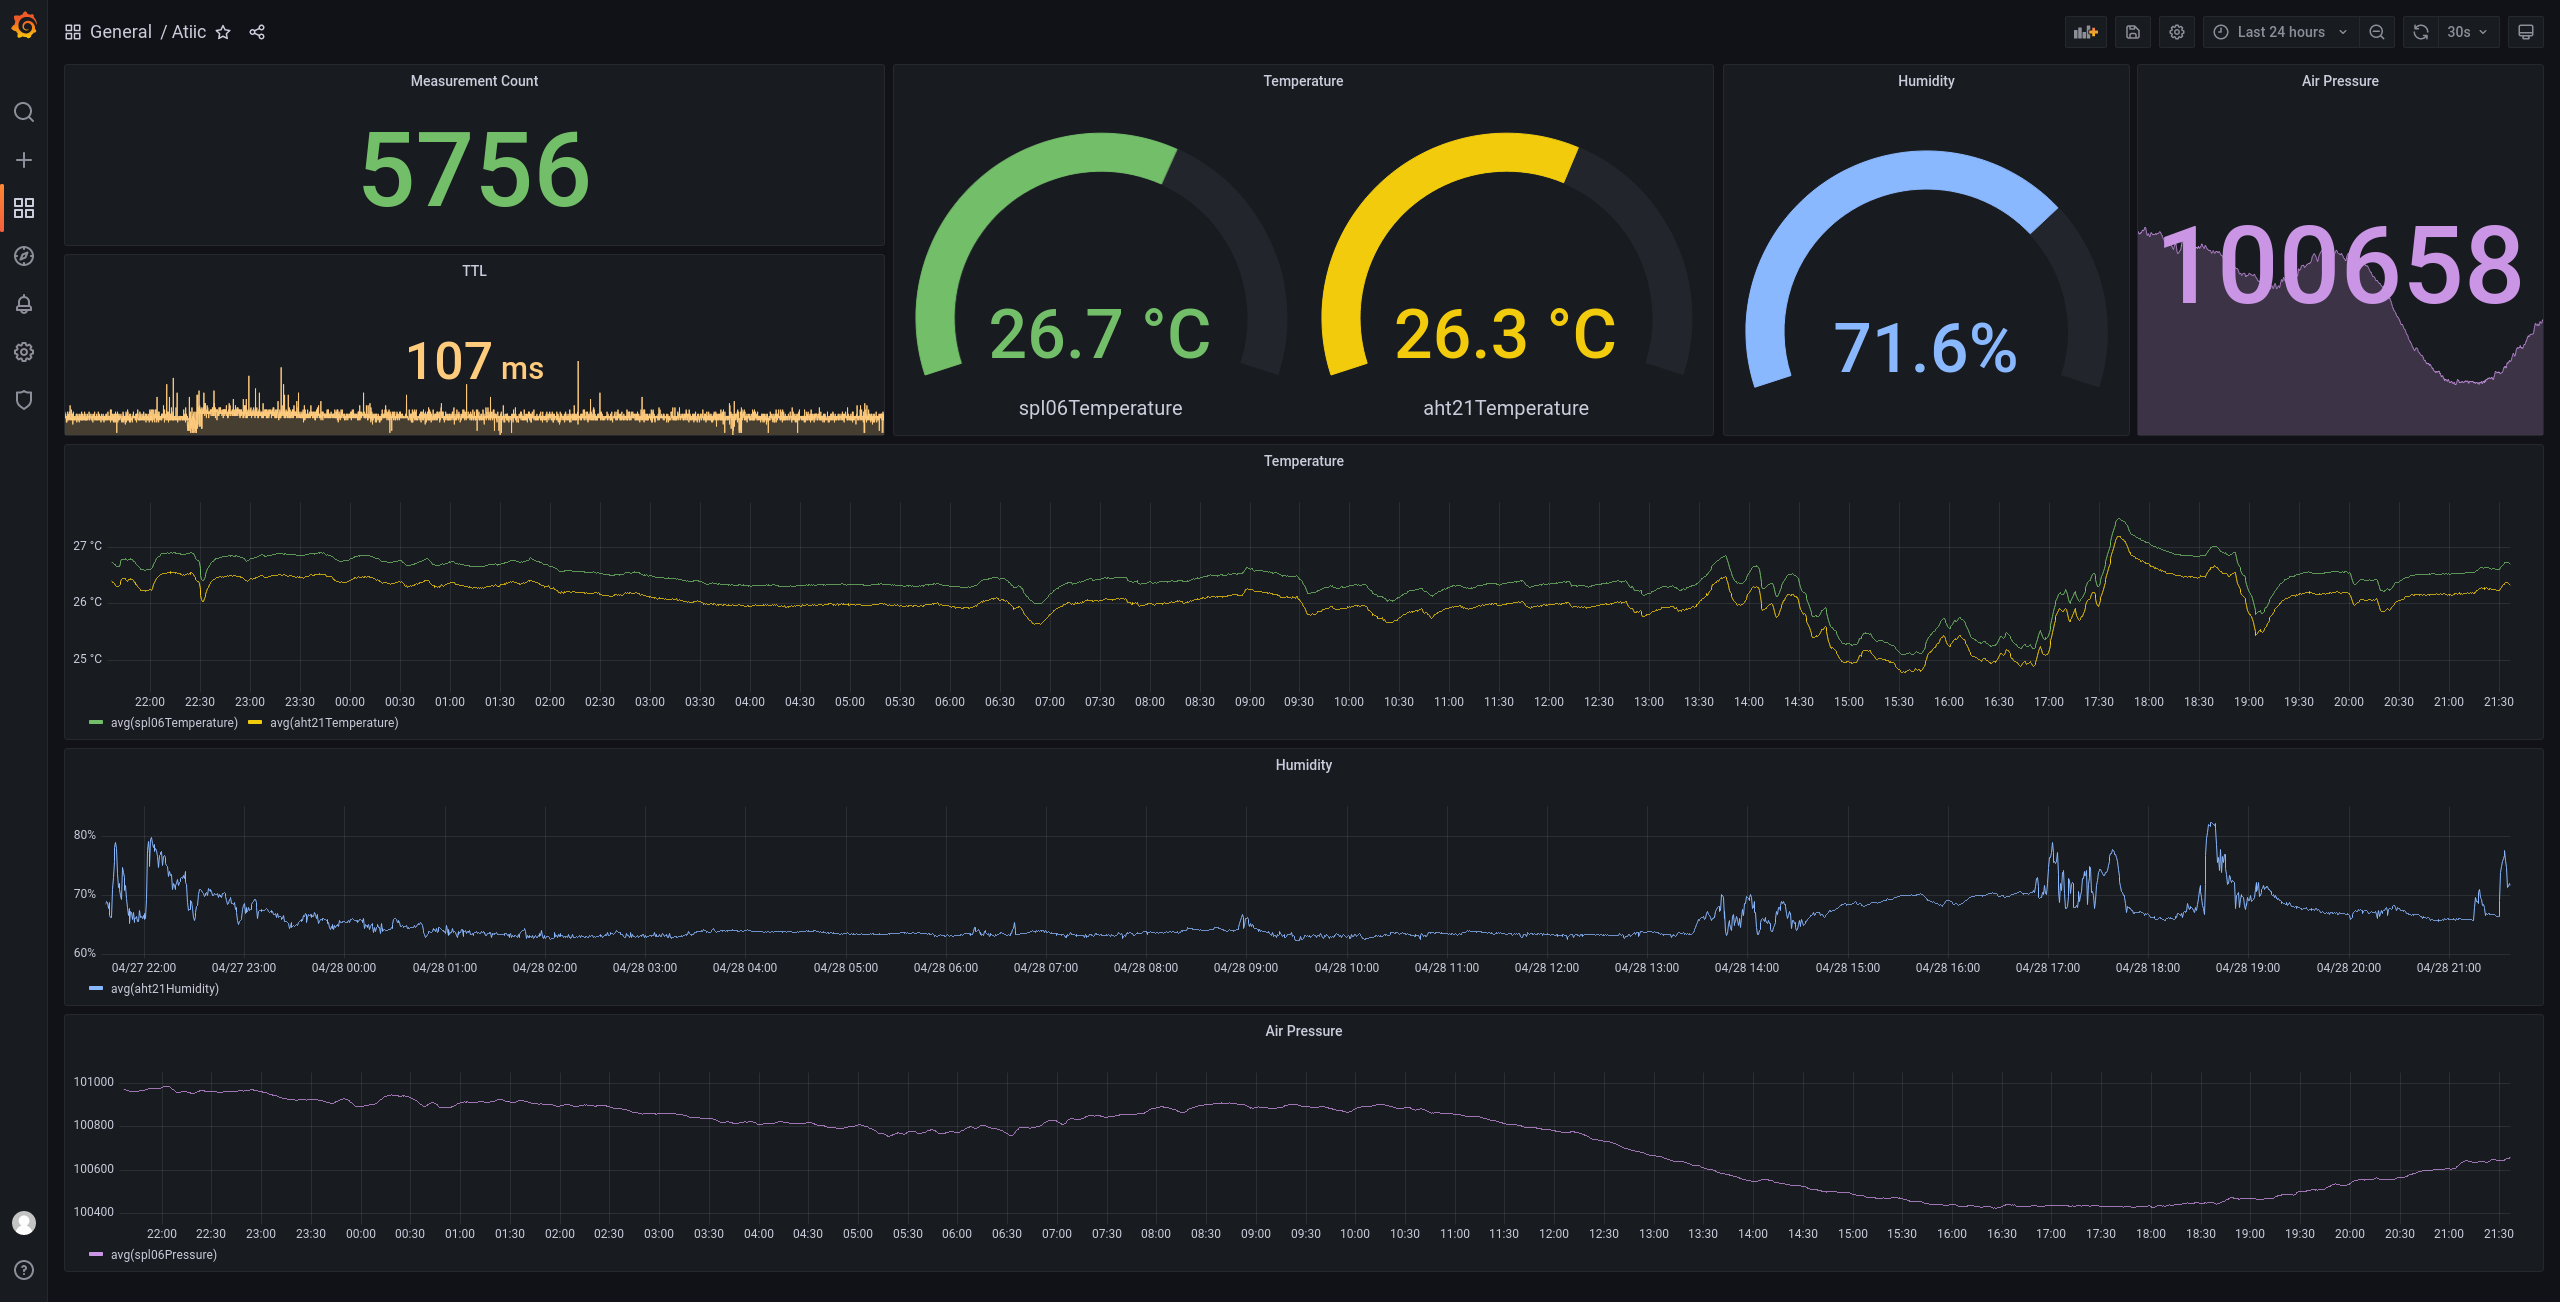 General / Atiic
Last 24 hours
30s
Measurement Count
5756
TTL
107 ms
Temperature
26.7 °C
spl06Temperature
26.3 °C
aht21Temperature
Humidity
71.6%
Air Pressure
100658
Temperature
27 °C
26 °C
25 °C
22:00 22:30 23:00 23:30 00:00 00:30 01:00 01:30 02:00 02:30 03:00 03:30 04:00 04:30 05:00 05:30 06:00 06:30 07:00 07:30 08:00 08:30 09:00 09:30 10:00 10:30 11:00 11:30 12:00 12:30 13:00 13:30 14:00 14:30 15:00 15:30 16:00 16:30 17:00 17:30 18:00 18:30 19:00 19:30 20:00 20:30 21:00 21:30
avg(spl06Temperature) avg(aht21Temperature)
Humidity
80%
70%
60%
04/27 22:00 04/27 23:00 04/28 00:00 04/28 01:00 04/28 02:00 04/28 03:00 04/28 04:00 04/28 05:00 04/28 06:00 04/28 07:00 04/28 08:00 04/28 09:00 04/28 10:00 04/28 11:00 04/28 12:00 04/28 13:00 04/28 14:00 04/28 15:00 04/28 16:00 04/28 17:00 04/28 18:00 04/28 19:00 04/28 20:00 04/28 21:00
avg(aht21Humidity)
Air Pressure
101000
100800
100600
100400
22:00 22:30 23:00 23:30 00:00 00:30 01:00 01:30 02:00 02:30 03:00 03:30 04:00 04:30 05:00 05:30 06:00 06:30 07:00 07:30 08:00 08:30 09:00 09:30 10:00 10:30 11:00 11:30 12:00 12:30 13:00 13:30 14:00 14:30 15:00 15:30 16:00 16:30 17:00 17:30 18:00 18:30 19:00 19:30 20:00 20:30 21:00 21:30
avg(spl06Pressure)